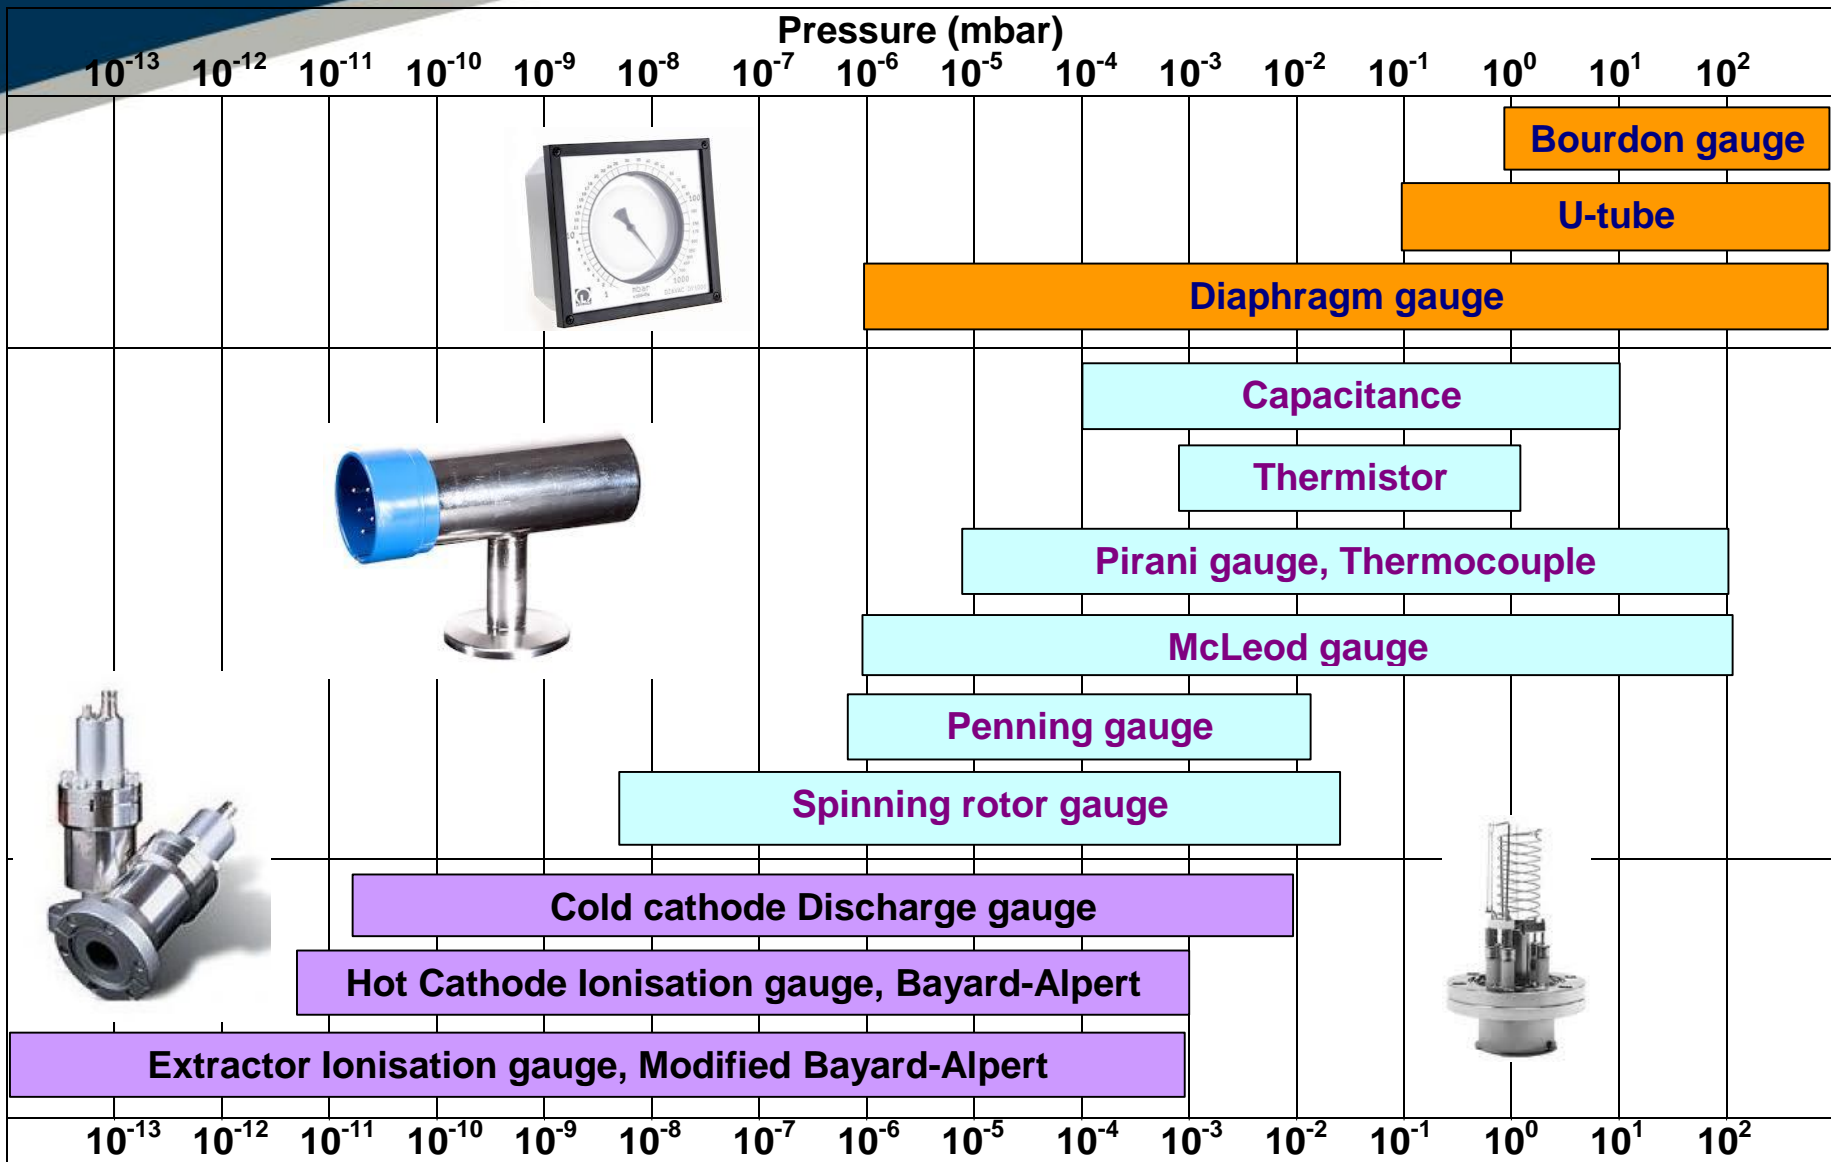 Pressure (mbar)
10⁻¹³ 10⁻¹² 10⁻¹¹ 10⁻¹⁰ 10⁻⁹ 10⁻⁸ 10⁻⁷ 10⁻⁶ 10⁻⁵ 10⁻⁴ 10⁻³ 10⁻² 10⁻¹ 10⁰ 10¹ 10²
Bourdon gauge
U-tube
100
10
1000
1
Diaphragm gauge
Capacitance
Thermistor
Pirani gauge, Thermocouple
McLeod gauge
Penning gauge
Spinning rotor gauge
Cold cathode Discharge gauge
Hot Cathode Ionisation gauge, Bayard-Alpert
Extractor Ionisation gauge, Modified Bayard-Alpert
10⁻¹³ 10⁻¹² 10⁻¹¹ 10⁻¹⁰ 10⁻⁹ 10⁻⁸ 10⁻⁷ 10⁻⁶ 10⁻⁵ 10⁻⁴ 10⁻³ 10⁻² 10⁻¹ 10⁰ 10¹ 10²